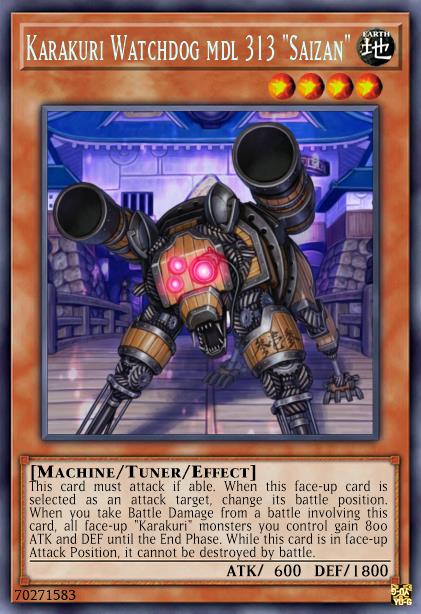 Karakuri Watchdog mdl 313 "Saizan"
EARTH
地
参壱参
[Machine/Tuner/Effect]
This card must attack if able. When this face-up card is
selected as an attack target, change its battle position.
When you take Battle Damage from a battle involving this
card, all face-up "Karakuri" monsters you control gain 800
ATK and DEF until the End Phase. While this card is in face-up
Attack Position, it cannot be destroyed by battle.
ATK/ 600 DEF/1800
70271583